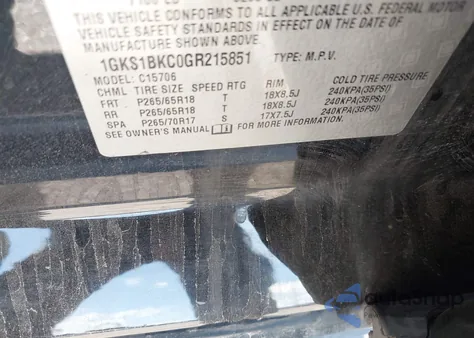 THIS VEHICLE CONFORMS TO ALL APPLICABLE U.S. FEDERAL MOTOR
VEHICLE SAFETY STANDARDS IN EFFECT ON THE DATE OF
MANUFACTURE SHOWN ABOVE.
1GKS1BKC0GR215851 TYPE: M.P.V.
MODEL: C15706
CHML TIRE SIZE SPEED RTG RIM COLD TIRE PRESSURE
FRT P265/65R18 T 18X8.5J 240KPA(35PSI)
RR P265/65R18 T 18X8.5J 240KPA(35PSI)
SPA P265/70R17 S 17X7.5J 240KPA(35PSI)
SEE OWNER'S MANUAL FOR MORE INFORMATION.
autosnap